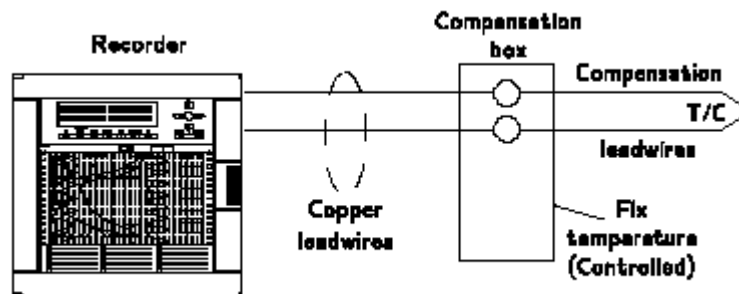 Recorder
Compensation
box
Compensation
T/C
leadwires
Copper
leadwires
Fix
temperature
(Controlled)